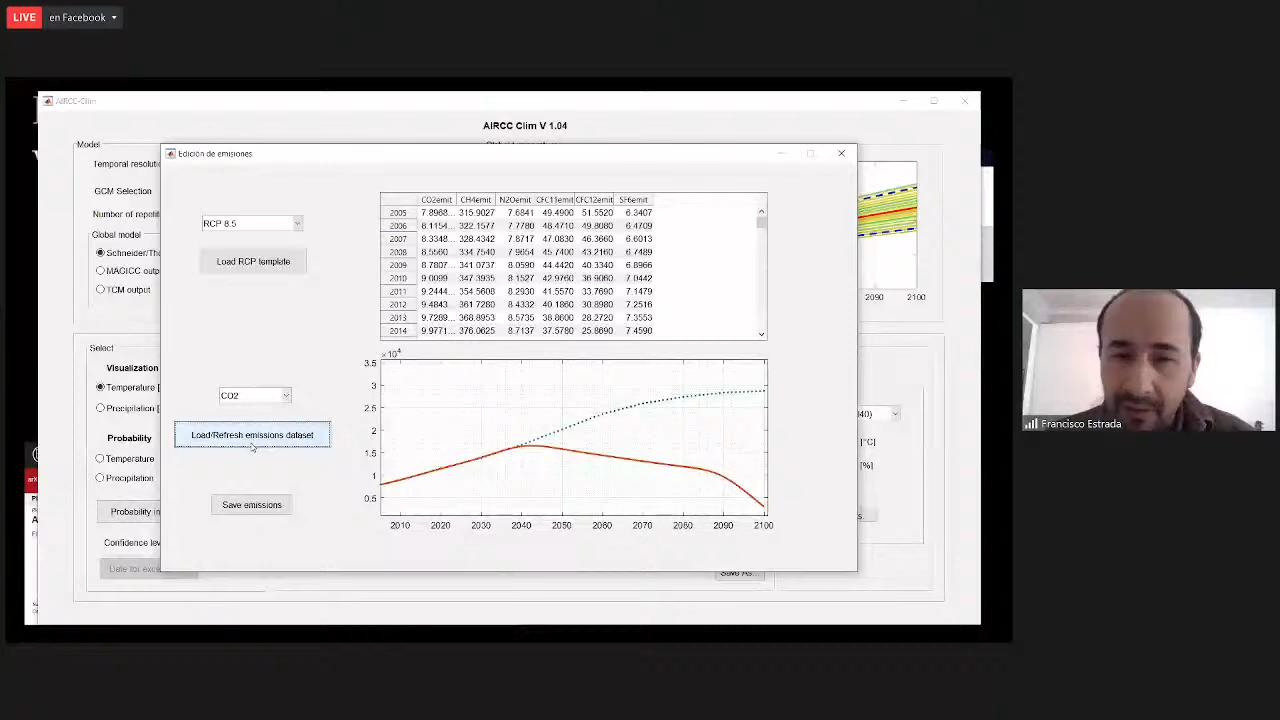 LIVE en Facebook
AIRCC-Clim
AIRCC Clim V 1.04
Model
Edición de emisiones
Temporal resolutio
GCM Selection
Number of repetit
Global model
Schneider/Tho
MAGICC outp
TCM output
RCP 8.5
Load RCP template
CO2emit CH4emit N2Oemit CFC11emit CFC12emit SF6emit
2005 7.8968... 315.9027 7.6841 49.4900 51.5520 6.3407
2006 8.1154... 322.1577 7.7780 48.4710 49.8080 6.4709
2007 8.3348... 328.4342 7.8717 47.0830 46.3660 6.6013
2008 8.5560 334.7540 7.9654 45.7400 43.2160 6.7489
2009 8.7807... 341.0737 8.0590 44.4420 40.3340 6.8966
2010 9.0099 347.3935 8.1527 42.9760 36.9060 7.0442
2011 9.2444... 354.5608 8.2930 41.5570 33.7690 7.1479
2012 9.4843... 361.7280 8.4332 40.1860 30.8980 7.2516
2013 9.7289... 368.8953 8.5735 38.8600 28.2720 7.3553
2014 9.9771... 376.0625 8.7137 37.5780 25.8690 7.4590
2090 2100
Select
Visualization
Temperature [
Precipitation [
Probability
Temperature
Precipitation
Probability in
Confidence lev
Date for exce
CO2
Load/Refresh emissions dataset
Save emissions
×10^4
3.5
3
2.5
2
1.5
1
0.5
2010 2020 2030 2040 2050 2060 2070 2080 2090 2100
040)
[°C]
[%]
s.
Save As...
Francisco Estrada